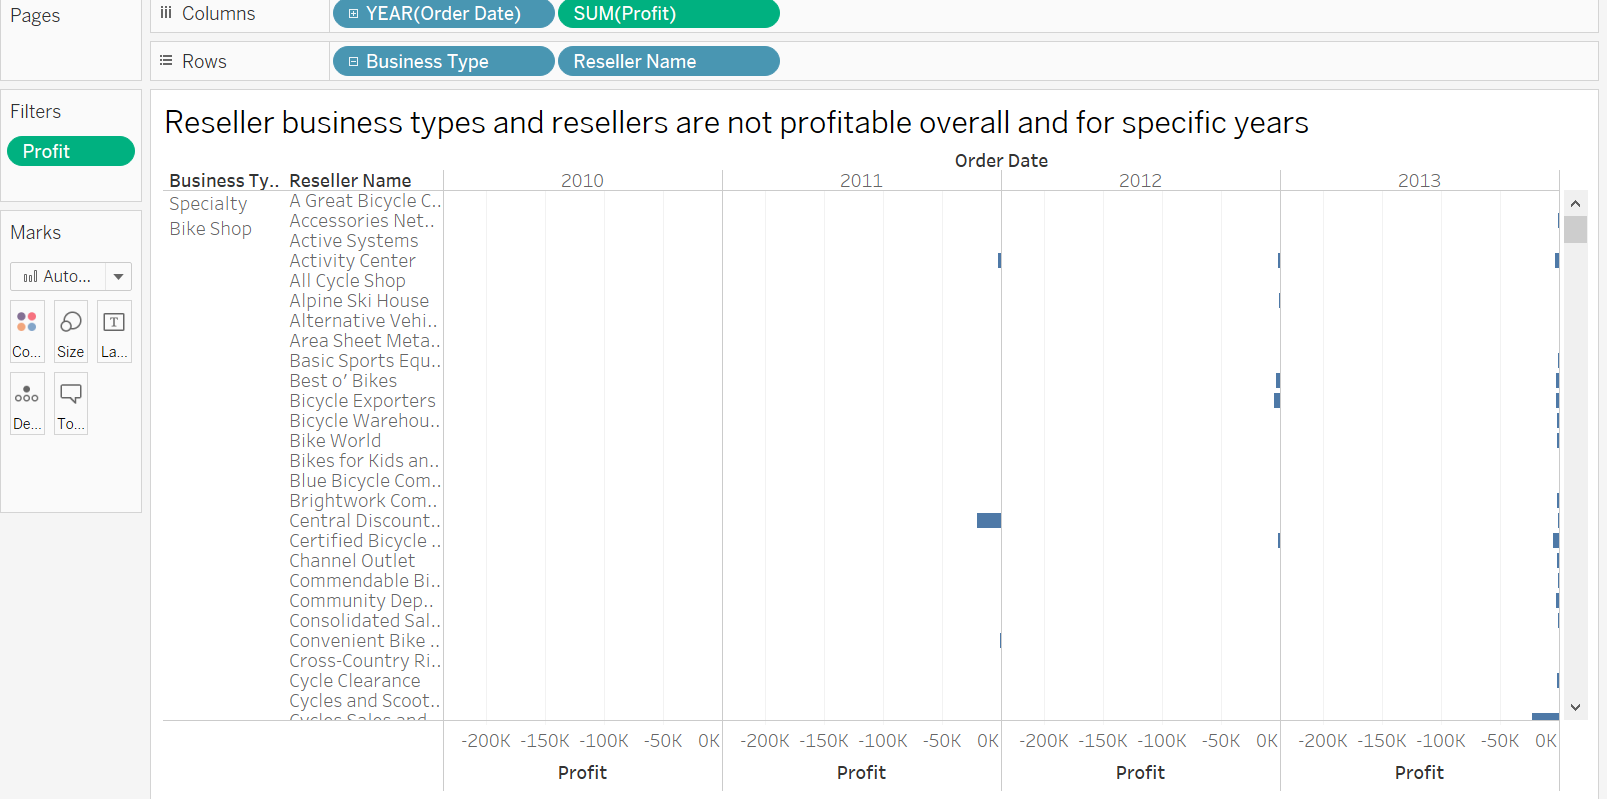 Pages
Columns YEAR(Order Date) SUM(Profit)
Rows Business Type Reseller Name
Filters
Profit
Marks
Auto...
Co... Size La...
De... To...
Reseller business types and resellers are not profitable overall and for specific years
Order Date
Business Ty.. Reseller Name 2010 2011 2012 2013
Specialty
Bike Shop
A Great Bicycle C..
Accessories Net..
Active Systems
Activity Center
All Cycle Shop
Alpine Ski House
Alternative Vehi..
Area Sheet Meta..
Basic Sports Equ..
Best o' Bikes
Bicycle Exporters
Bicycle Warehou..
Bike World
Bikes for Kids an..
Blue Bicycle Com..
Brightwork Com..
Central Discount..
Certified Bicycle ..
Channel Outlet
Commendable Bi..
Community Dep..
Consolidated Sal..
Convenient Bike ..
Cross-Country Ri..
Cycle Clearance
Cycles and Scoot..
Cycles Sales and
-200K -150K -100K -50K 0K -200K -150K -100K -50K 0K -200K -150K -100K -50K 0K -200K -150K -100K -50K 0K
Profit Profit Profit Profit